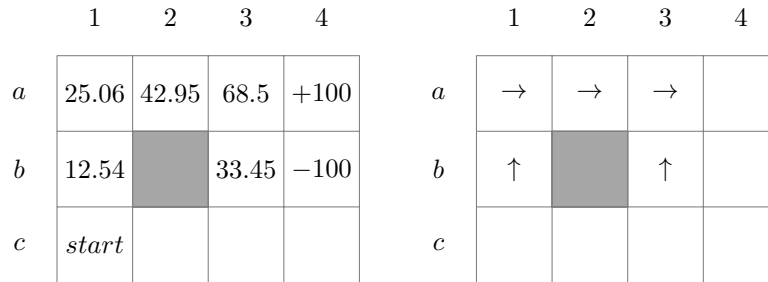 1 2 3 4 1 2 3 4
a 25.06 42.95 68.5 +100 a → → →
b 12.54 33.45 −100 b ↑ ↑
c start c